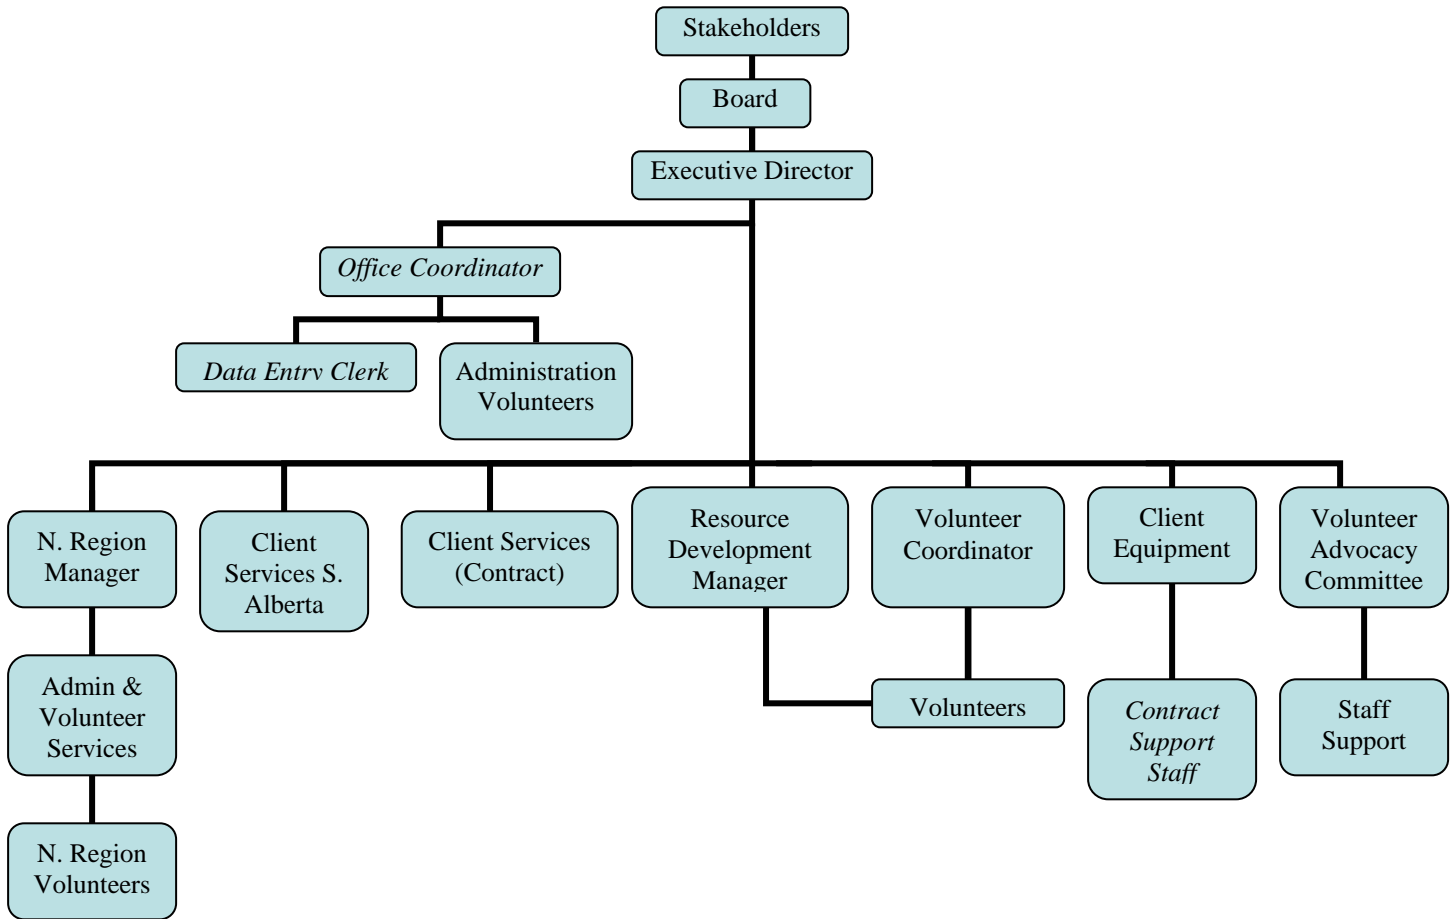 Stakeholders
Board
Executive Director
Office Coordinator
Data Entry Clerk
Administration
Volunteers
N. Region
Manager
Client
Services S.
Alberta
Client Services
(Contract)
Resource
Development
Manager
Volunteer
Coordinator
Client
Equipment
Volunteer
Advocacy
Committee
Admin &
Volunteer
Services
Volunteers
Contract
Support
Staff
Staff
Support
N. Region
Volunteers